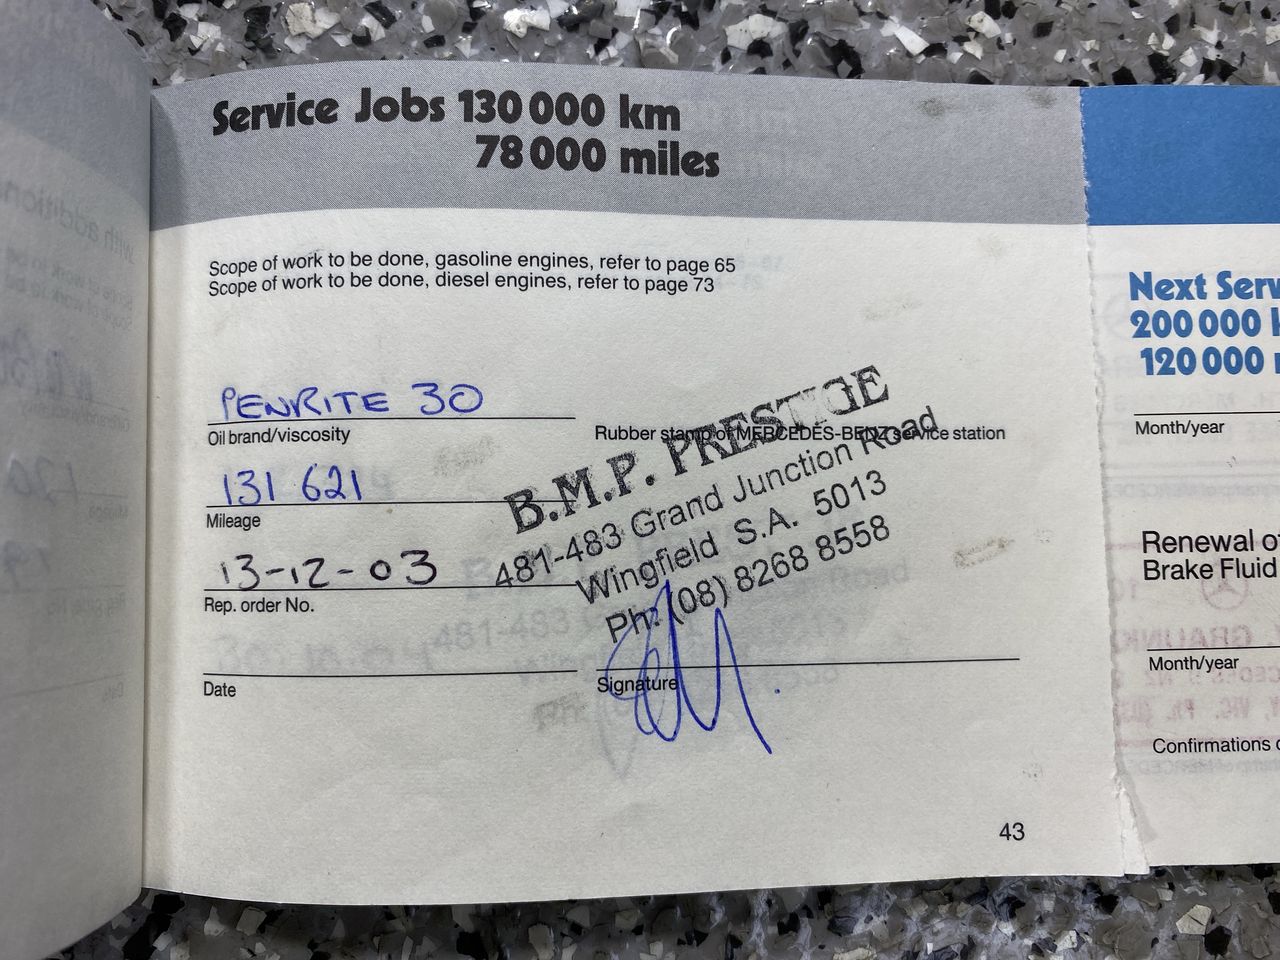 Service Jobs 130 000 km
78 000 miles
Scope of work to be done, gasoline engines, refer to page 65
Scope of work to be done, diesel engines, refer to page 73
PENRITE 30
Oil brand/viscosity
131 621
Mileage
13-12-03
Rep. order No.
Date
Rubber stamp of MERCEDES-BENZ service station
B.M.P. PRESTIGE
481-483 Grand Junction Road
Wingfield S.A. 5013
Ph: (08) 8268 8558
Signature
43
Next Serv
200 000 k
120 000
Month/year
Renewal of
Brake Fluid
Month/year
Confirmations